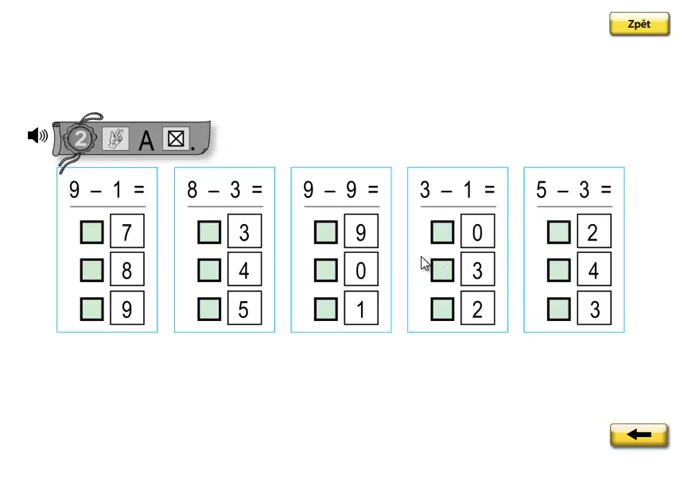 Zpět
2 A .
9 – 1 = 8 – 3 = 9 – 9 = 3 – 1 = 5 – 3 =
7 3 9 0 2
8 4 0 3 4
9 5 1 2 3